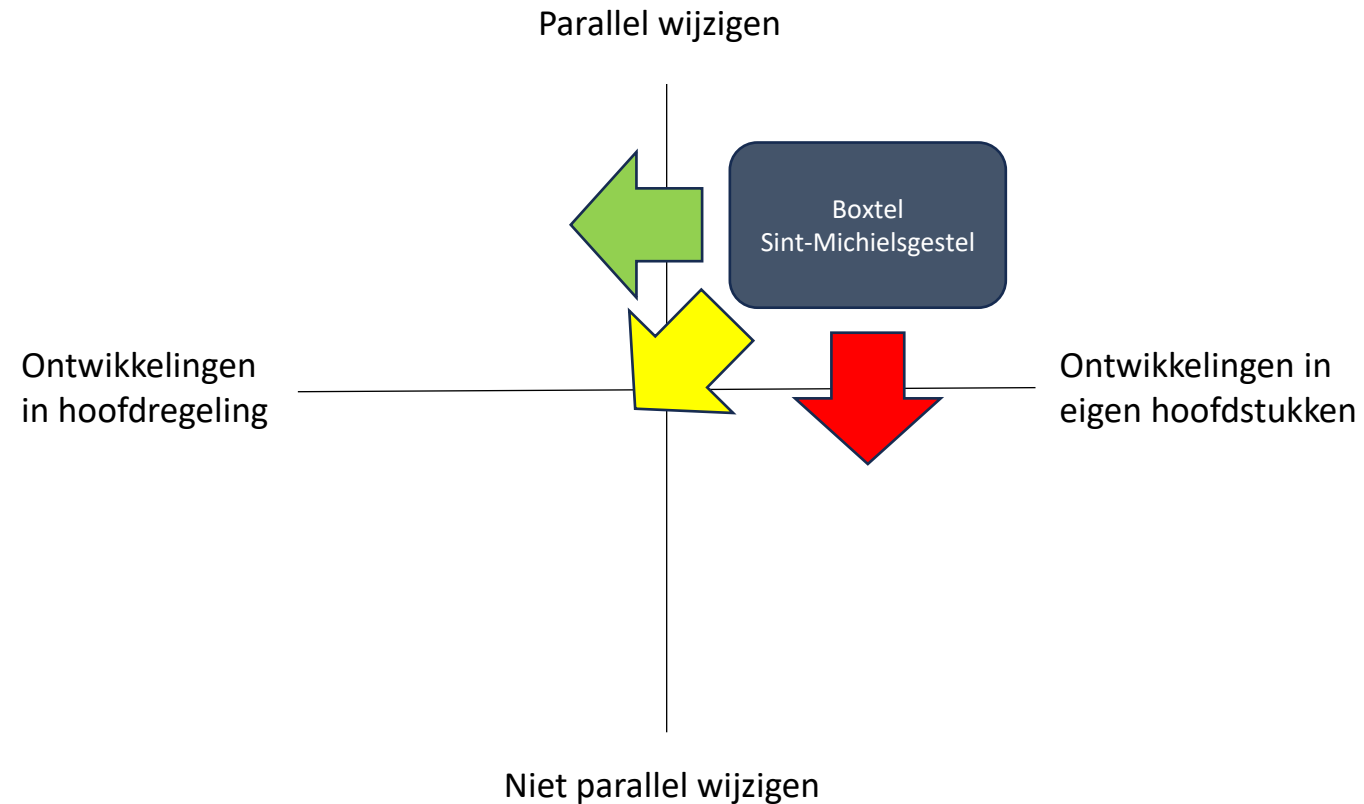 Parallel wijzigen
Boxtel
Sint-Michielsgestel
Ontwikkelingen
in hoofdregeling
Ontwikkelingen in
eigen hoofdstukken
Niet parallel wijzigen